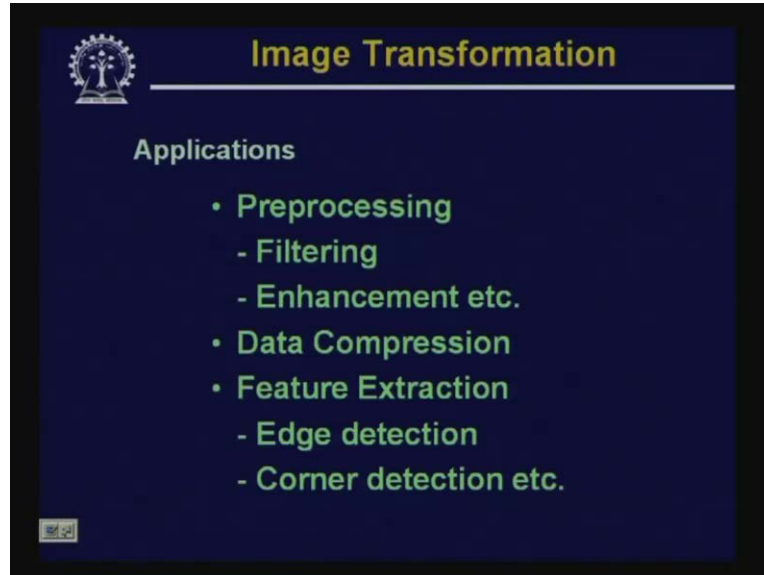 Image Transformation
Applications
• Preprocessing
- Filtering
- Enhancement etc.
• Data Compression
• Feature Extraction
- Edge detection
- Corner detection etc.